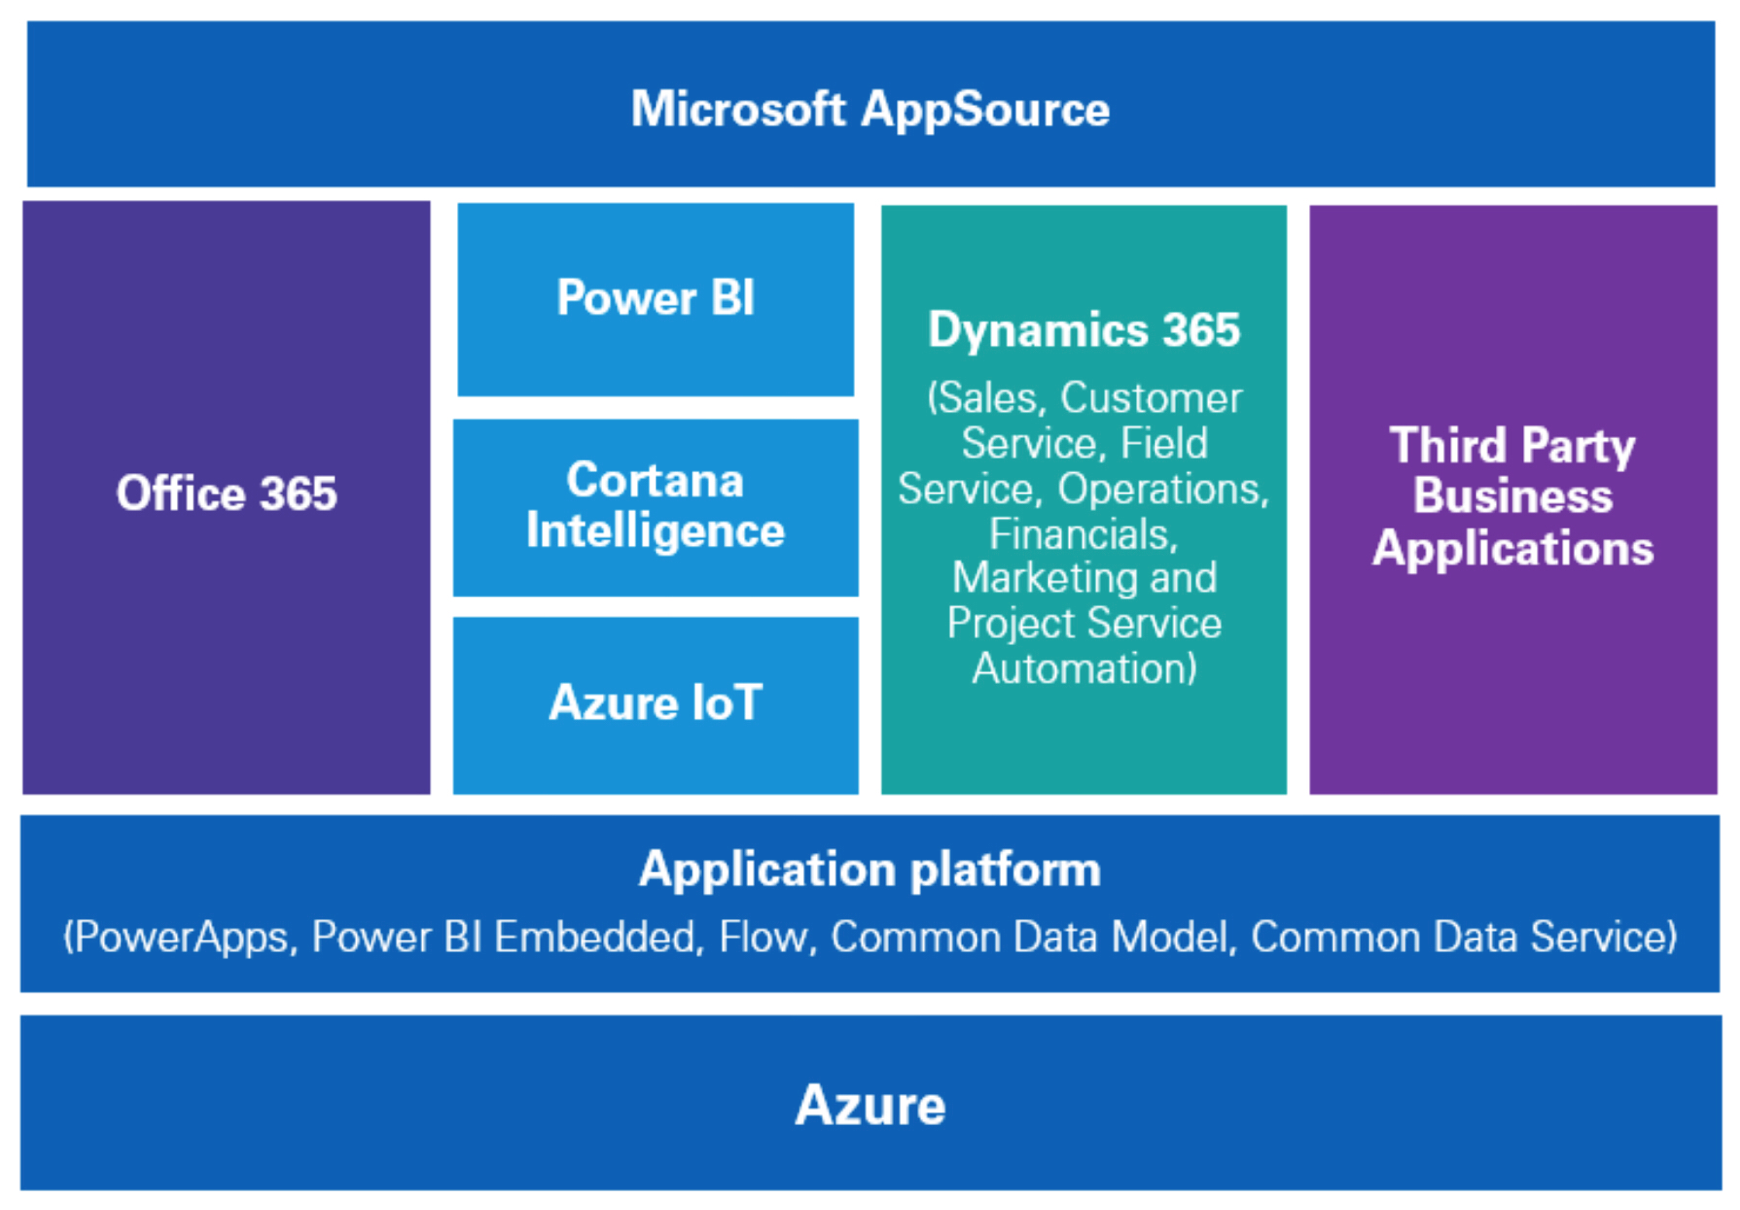 Microsoft AppSource
Office 365
Power BI
Cortana
Intelligence
Azure IoT
Dynamics 365
(Sales, Customer
Service, Field
Service, Operations,
Financials,
Marketing and
Project Service
Automation)
Third Party
Business
Applications
Application platform
(PowerApps, Power BI Embedded, Flow, Common Data Model, Common Data Service)
Azure